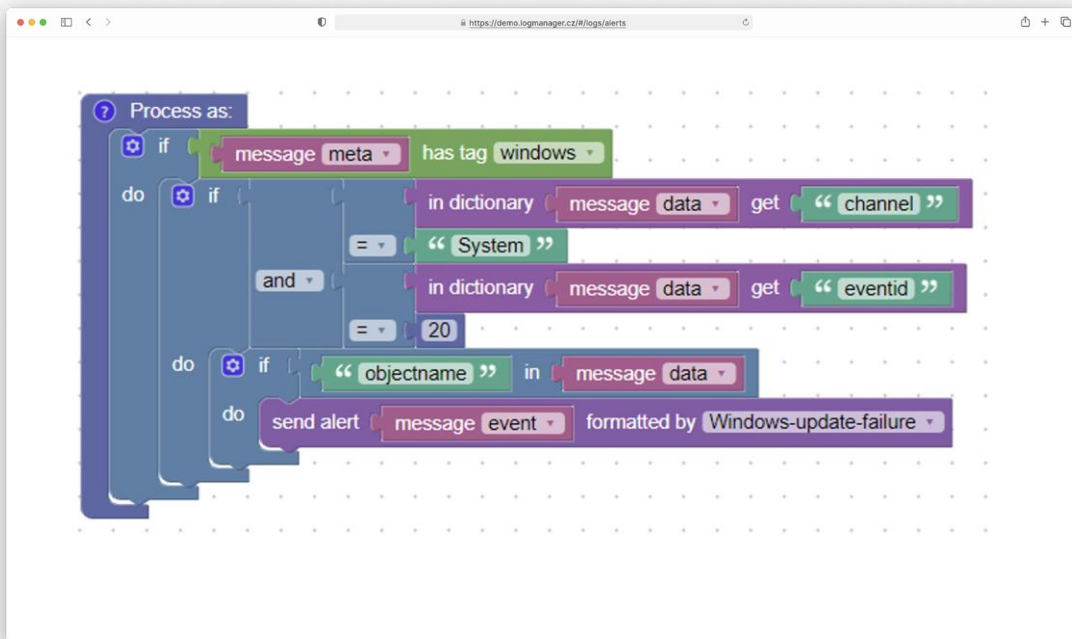 https://demo.logmanager.cz/#/logs/alerts
? Process as:
if message meta has tag windows
do if in dictionary message data get “ channel ”
= “ System ”
and in dictionary message data get “ eventid ”
= 20
do if “ objectname ” in message data
do send alert message event formatted by Windows-update-failure